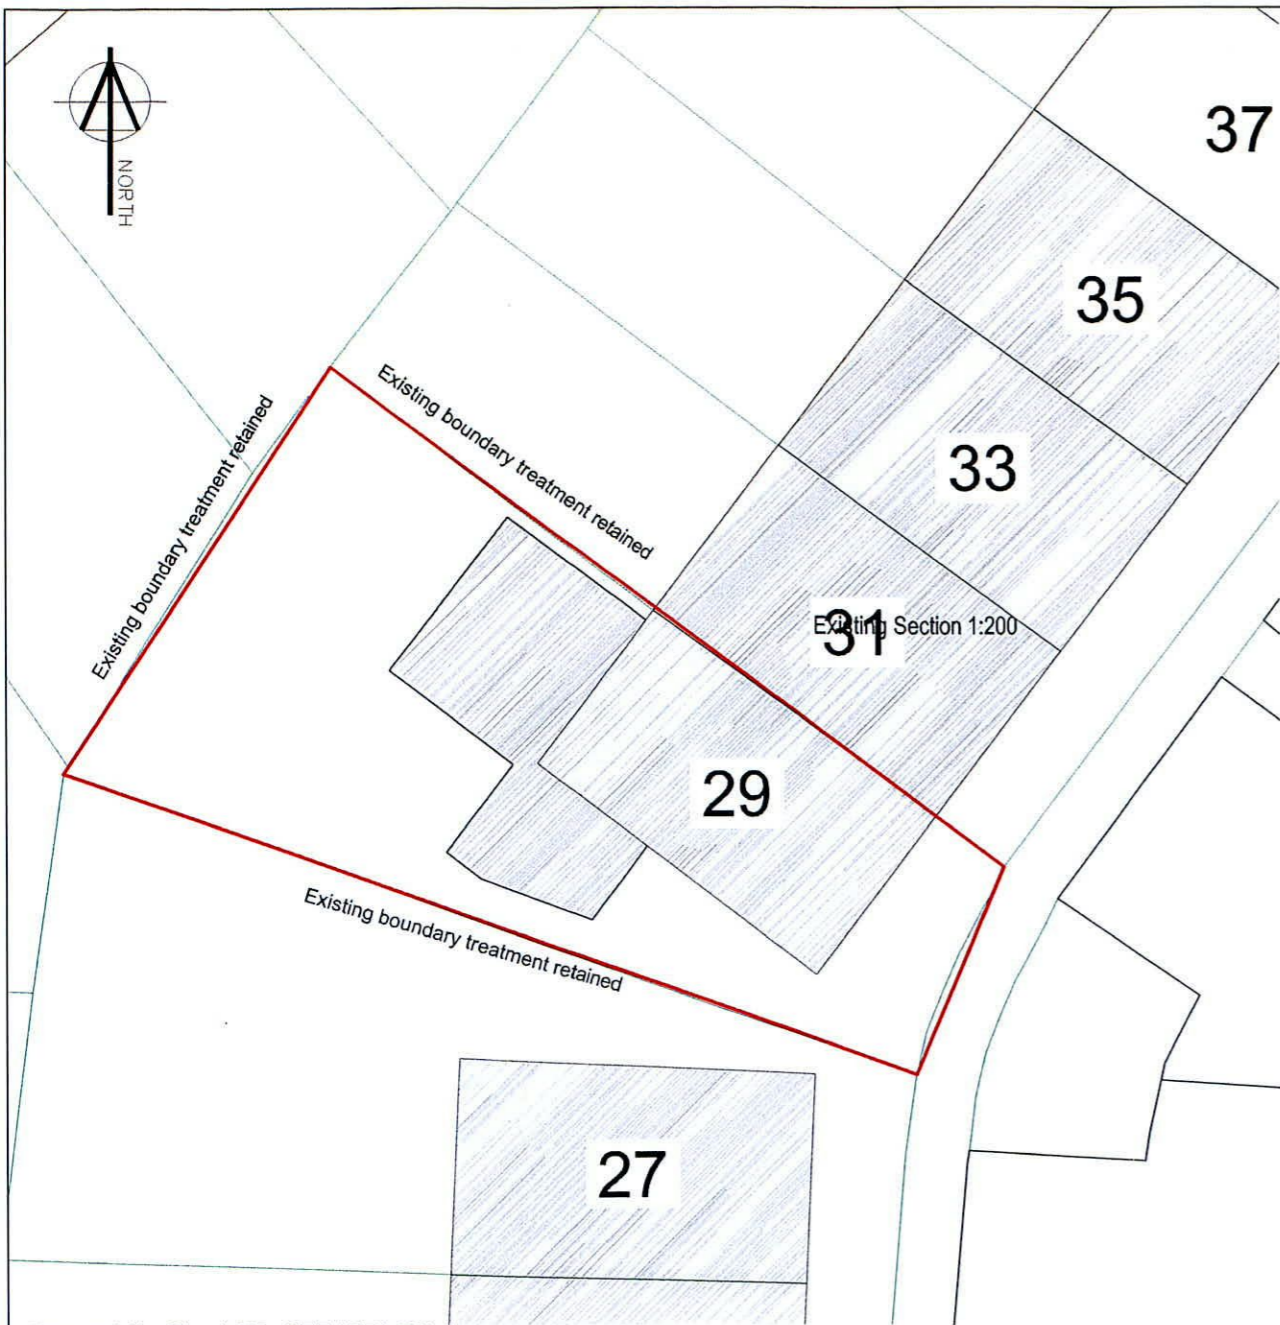 NORTH
37
35
Existing boundary treatment retained
Existing boundary treatment retained
33
31
Existing Section 1:200
29
Existing boundary treatment retained
27